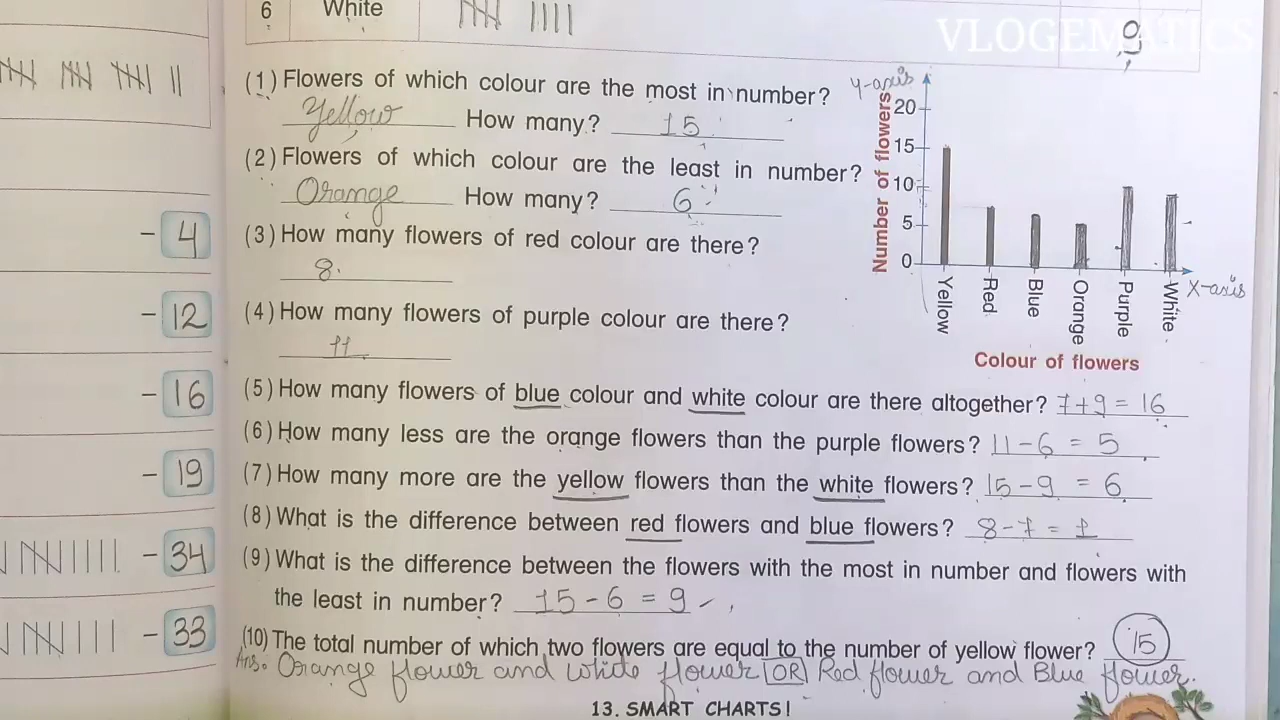 6 White
VLOGEMATICS
(1) Flowers of which colour are the most in number?
Yellow How many? 15
(2) Flowers of which colour are the least in number?
Orange How many? 6
(3) How many flowers of red colour are there?
8.
(4) How many flowers of purple colour are there?
11
(5) How many flowers of blue colour and white colour are there altogether? 7+9 = 16
(6) How many less are the orange flowers than the purple flowers? 11-6 = 5
(7) How many more are the yellow flowers than the white flowers? 15-9 = 6
(8) What is the difference between red flowers and blue flowers? 8-7 = 1
(9) What is the difference between the flowers with the most in number and flowers with
the least in number? 15-6 = 9
(10) The total number of which two flowers are equal to the number of yellow flower? 15
Ans. Orange flower and White flower OR Red flower and Blue flower.
13. SMART CHARTS!
Y-axis
Number of flowers
20
15
10
5
0
Yellow
Red
Blue
Orange
Purple
White
X-axis
Colour of flowers
- 4
- 12
- 16
- 19
- 34
- 33